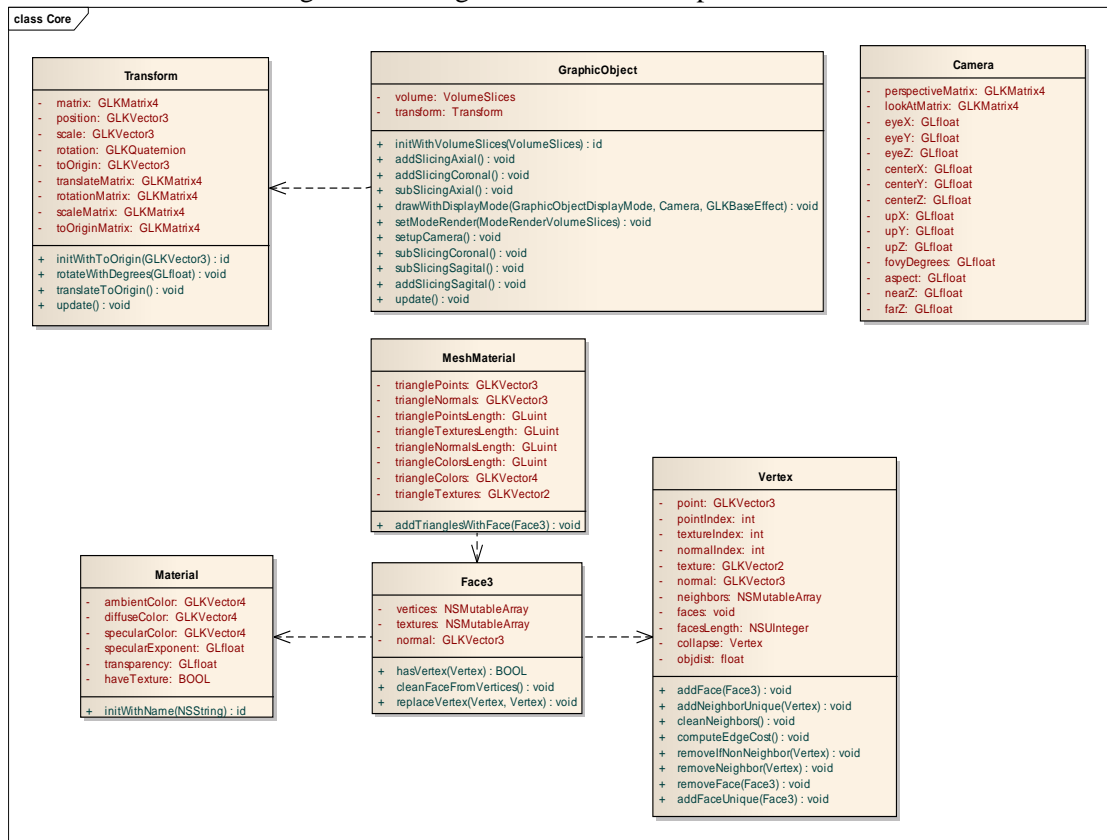 class Core
Transform
- matrix: GLKMatrix4
- position: GLKVector3
- scale: GLKVector3
- rotation: GLKQuaternion
- toOrigin: GLKVector3
- translateMatrix: GLKMatrix4
- rotationMatrix: GLKMatrix4
- scaleMatrix: GLKMatrix4
- toOriginMatrix: GLKMatrix4
+ initWithToOrigin(GLKVector3) : id
+ rotateWithDegrees(GLfloat) : void
+ translateToOrigin() : void
+ update() : void
GraphicObject
- volume: VolumeSlices
- transform: Transform
+ initWithVolumeSlices(VolumeSlices) : id
+ addSlicingAxial() : void
+ addSlicingCoronal() : void
+ subSlicingAxial() : void
+ drawWithDisplayMode(GraphicObjectDisplayMode, Camera, GLKBaseEffect) : void
+ setModeRender(ModeRenderVolumeSlices) : void
+ setupCamera() : void
+ subSlicingCoronal() : void
+ subSlicingSagital() : void
+ addSlicingSagital() : void
+ update() : void
Camera
- perspectiveMatrix: GLKMatrix4
- lookAtMatrix: GLKMatrix4
- eyeX: GLfloat
- eyeY: GLfloat
- eyeZ: GLfloat
- centerX: GLfloat
- centerY: GLfloat
- centerZ: GLfloat
- upX: GLfloat
- upY: GLfloat
- upZ: GLfloat
- fovyDegrees: GLfloat
- aspect: GLfloat
- nearZ: GLfloat
- farZ: GLfloat
MeshMaterial
- trianglePoints: GLKVector3
- triangleNormals: GLKVector3
- trianglePointsLength: GLuint
- triangleTexturesLength: GLuint
- triangleNormalsLength: GLuint
- triangleColorsLength: GLuint
- triangleColors: GLKVector4
- triangleTextures: GLKVector2
+ addTrianglesWithFace(Face3) : void
Vertex
- point: GLKVector3
- pointIndex: int
- textureIndex: int
- normalIndex: int
- texture: GLKVector2
- normal: GLKVector3
- neighbors: NSMutableArray
- faces: void
- facesLength: NSUInteger
- collapse: Vertex
- objdist: float
+ addFace(Face3) : void
+ addNeighborUnique(Vertex) : void
+ cleanNeighbors() : void
+ computeEdgeCost() : void
+ removeIfNonNeighbor(Vertex) : void
+ removeNeighbor(Vertex) : void
+ removeFace(Face3) : void
+ addFaceUnique(Face3) : void
Material
- ambientColor: GLKVector4
- diffuseColor: GLKVector4
- specularColor: GLKVector4
- specularExponent: GLfloat
- transparency: GLfloat
- haveTexture: BOOL
+ initWithName(NSString) : id
Face3
- vertices: NSMutableArray
- textures: NSMutableArray
- normal: GLKVector3
+ hasVertex(Vertex) : BOOL
+ cleanFaceFromVertices() : void
+ replaceVertex(Vertex, Vertex) : void